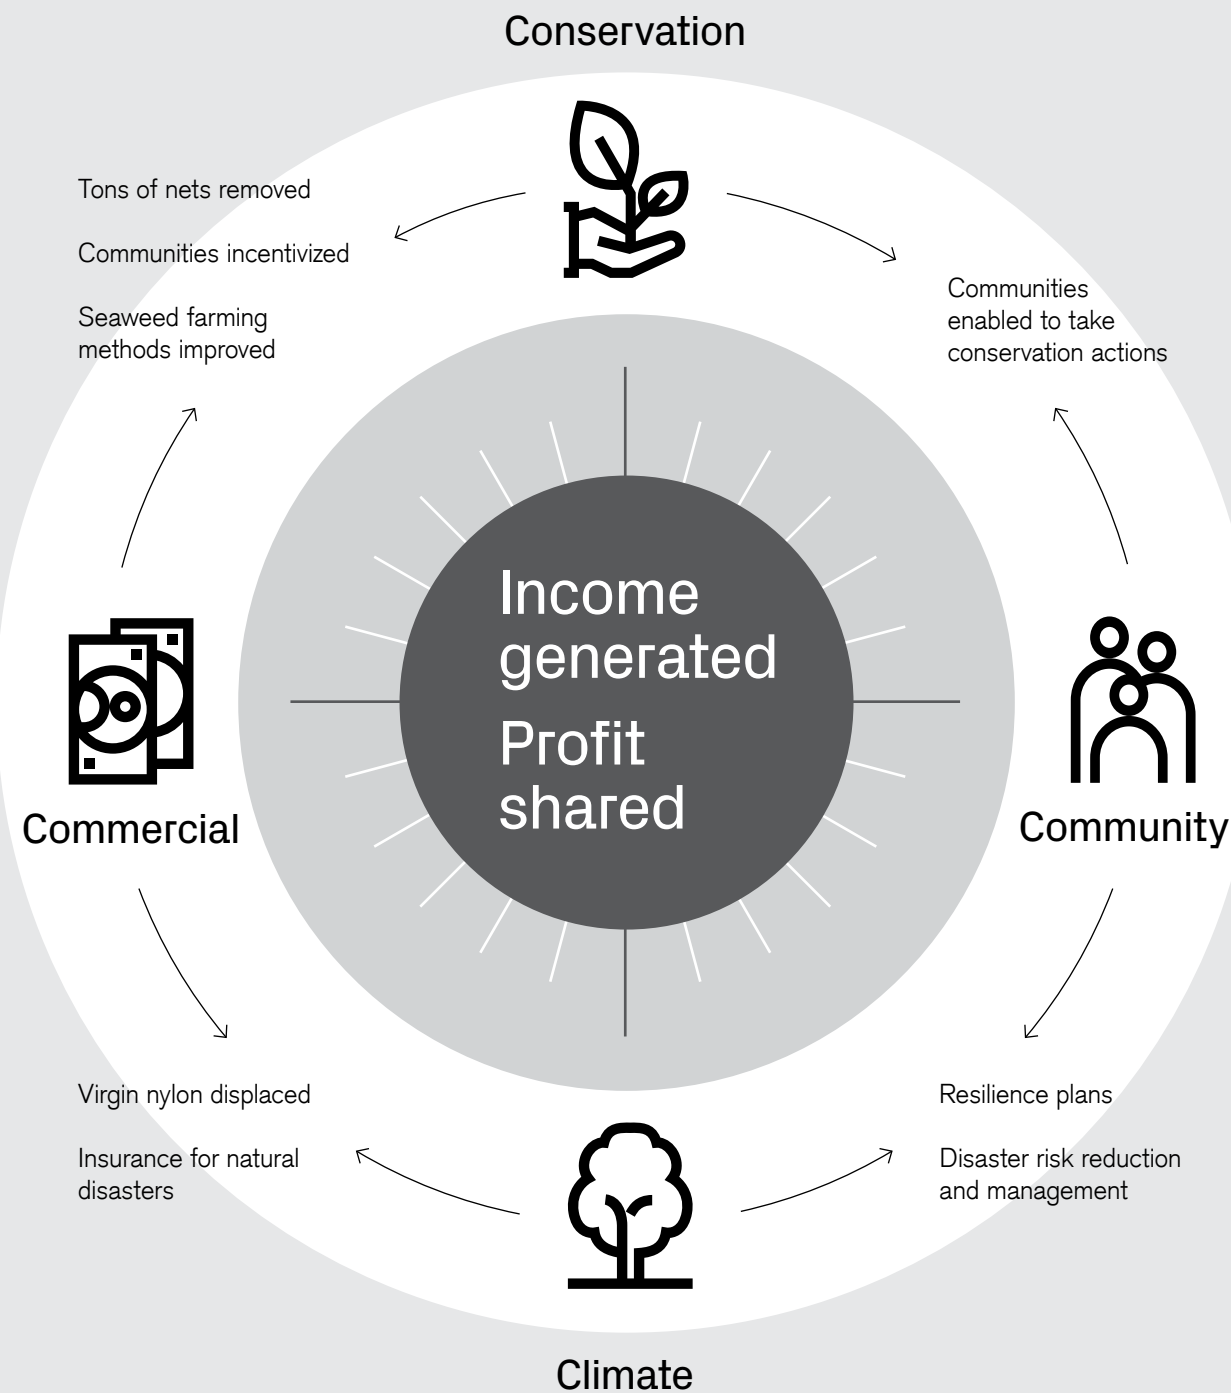 Conservation
Tons of nets removed
Communities incentivized
Seaweed farming
methods improved
Communities
enabled to take
conservation actions
Income
generated
Profit
shared
Commercial
Community
Virgin nylon displaced
Insurance for natural
disasters
Resilience plans
Disaster risk reduction
and management
Climate